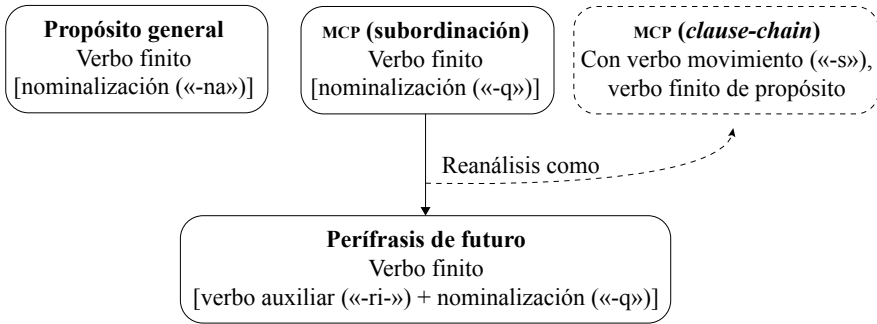 Propósito general
Verbo finito
[nominalización («-na»)]
MCP (subordinación)
Verbo finito
[nominalización («-q»)]
MCP (clause-chain)
Con verbo movimiento («-s»),
verbo finito de propósito
Reanálisis como
Perífrasis de futuro
Verbo finito
[verbo auxiliar («-ri-») + nominalización («-q»)]